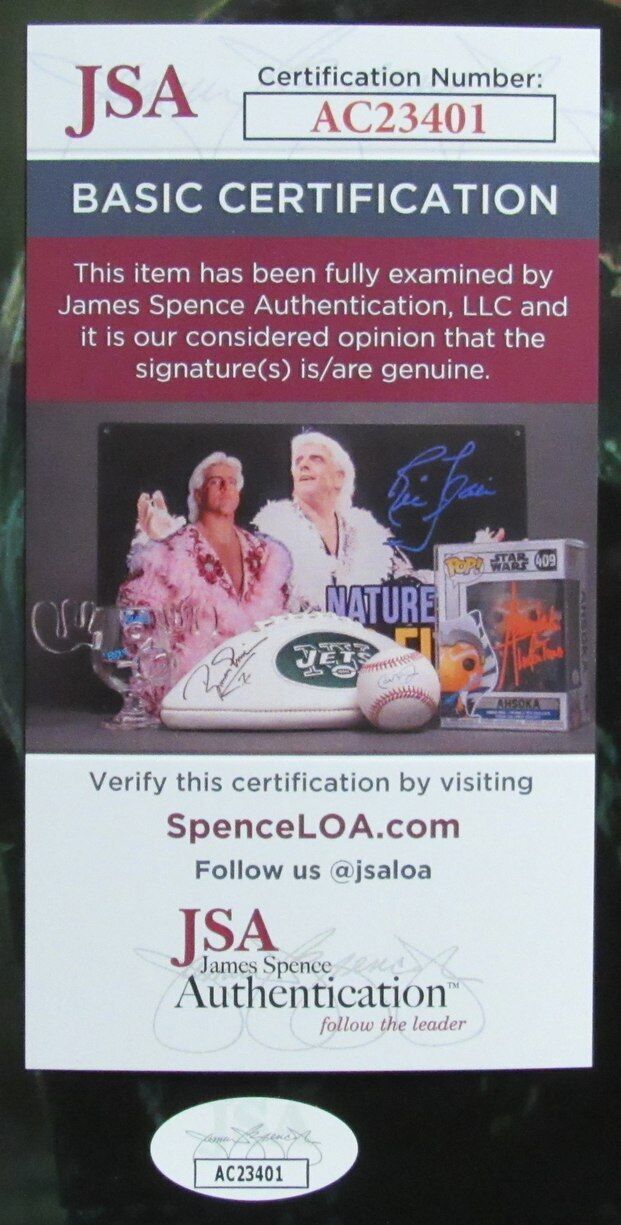 JSA
Certification Number:
AC23401
BASIC CERTIFICATION
This item has been fully examined by
James Spence Authentication, LLC and
it is our considered opinion that the
signature(s) is/are genuine.
POP!
STAR
WARS
409
NATURE
JETS
AHSOKA
Verify this certification by visiting
SpenceLOA.com
Follow us @jsaloa
JSA
James Spence
Authentication™
follow the leader
JSA
AC23401